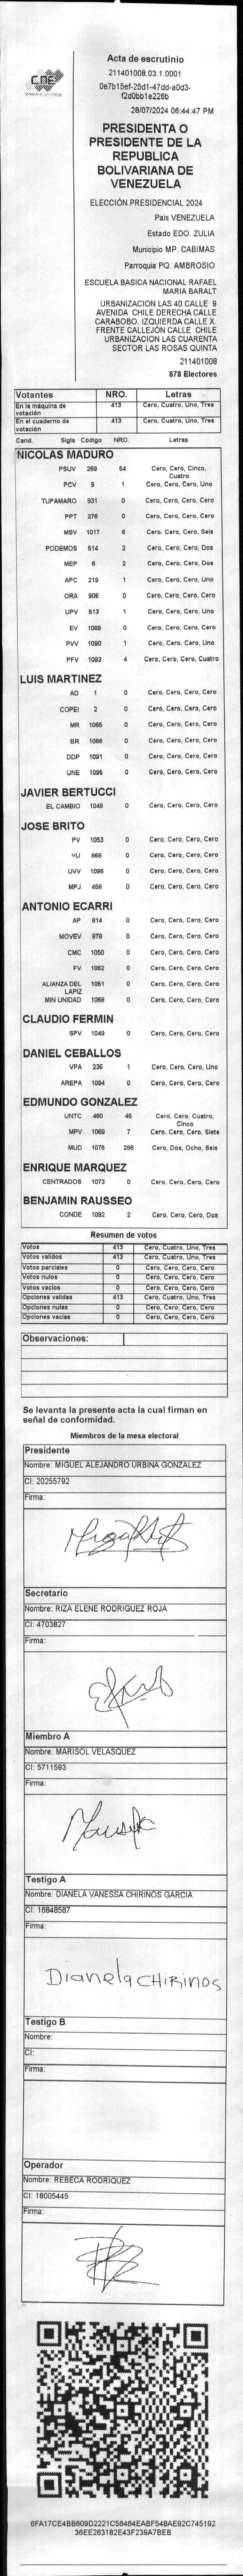 CNE
Acta de escrutinio
211401008.03.1.0001
0e7b15ef-25d1-47dd-a0d3-
f2d0bb1e226b
28/07/2024 06:44:47 PM
PRESIDENTA O
PRESIDENTE DE LA
REPUBLICA
BOLIVARIANA DE
VENEZUELA
ELECCIÓN PRESIDENCIAL 2024
Pais VENEZUELA
Estado EDO. ZULIA
Municipio MP. CABIMAS
Parroquia PQ. AMBROSIO
ESCUELA BASICA NACIONAL RAFAEL
MARIA BARALT
URBANIZACION LAS 40 CALLE 9
AVENIDA CHILE DERECHA CALLE
CARABOBO. IZQUIERDA CALLE X.
FRENTE CALLEJÓN CALLE CHILE
URBANIZACION LAS CUARENTA
SECTOR LAS ROSAS QUINTA
211401008
878 Electores
Votantes NRO. Letras
En la máquina de votación 413 Cero, Cuatro, Uno, Tres
En el cuaderno de votación 413 Cero, Cuatro, Uno, Tres
Cand. Sigla Código NRO. Letras
NICOLAS MADURO
PSUV 269 54 Cero, Cero, Cinco, Cuatro
PCV 9 1 Cero, Cero, Cero, Uno
TUPAMARO 931 0 Cero, Cero, Cero, Cero
PPT 276 0 Cero, Cero, Cero, Cero
MSV 1017 6 Cero, Cero, Cero, Seis
PODEMOS 514 2 Cero, Cero, Cero, Dos
MEP 6 2 Cero, Cero, Cero, Dos
APC 219 1 Cero, Cero, Cero, Uno
ORA 906 0 Cero, Cero, Cero, Cero
UPV 613 1 Cero, Cero, Cero, Uno
EV 1089 0 Cero, Cero, Cero, Cero
PVV 1090 1 Cero, Cero, Cero, Uno
PFV 1093 4 Cero, Cero, Cero, Cuatro
LUIS MARTINEZ
AD 1 0 Cero, Cero, Cero, Cero
COPEI 2 0 Cero, Cero, Cero, Cero
MR 1065 0 Cero, Cero, Cero, Cero
BR 1066 0 Cero, Cero, Cero, Cero
DDP 1091 0 Cero, Cero, Cero, Cero
UNE 1095 0 Cero, Cero, Cero, Cero
JAVIER BERTUCCI
EL CAMBIO 1048 0 Cero, Cero, Cero, Cero
JOSE BRITO
PV 1053 0 Cero, Cero, Cero, Cero
VU 868 0 Cero, Cero, Cero, Cero
UVV 1096 0 Cero, Cero, Cero, Cero
MPJ 458 0 Cero, Cero, Cero, Cero
ANTONIO ECARRI
AP 814 0 Cero, Cero, Cero, Cero
MOVEV 879 0 Cero, Cero, Cero, Cero
CMC 1050 0 Cero, Cero, Cero, Cero
FV 1062 0 Cero, Cero, Cero, Cero
ALIANZA DEL LAPIZ 1051 0 Cero, Cero, Cero, Cero
MIN UNIDAD 1068 0 Cero, Cero, Cero, Cero
CLAUDIO FERMIN
SPV 1049 0 Cero, Cero, Cero, Cero
DANIEL CEBALLOS
VPA 236 1 Cero, Cero, Cero, Uno
AREPA 1094 0 Cero, Cero, Cero, Cero
EDMUNDO GONZALEZ
UNTC 460 45 Cero, Cero, Cuatro, Cinco
MPV 1069 7 Cero, Cero, Cero, Siete
MUD 1075 286 Cero, Dos, Ocho, Seis
ENRIQUE MARQUEZ
CENTRADOS 1073 0 Cero, Cero, Cero, Cero
BENJAMIN RAUSSEO
CONDE 1092 2 Cero, Cero, Cero, Dos
Resumen de votos
Votos 413 Cero, Cuatro, Uno, Tres
Votos validos 413 Cero, Cuatro, Uno, Tres
Votos parciales 0 Cero, Cero, Cero, Cero
Votos nulos 0 Cero, Cero, Cero, Cero
Votos vacios 0 Cero, Cero, Cero, Cero
Opciones validas 413 Cero, Cuatro, Uno, Tres
Opciones nulas 0 Cero, Cero, Cero, Cero
Opciones vacias 0 Cero, Cero, Cero, Cero
Observaciones:
Se levanta la presente acta la cual firman en
señal de conformidad.
Miembros de la mesa electoral
Presidente
Nombre: MIGUEL ALEJANDRO URBINA GONZALEZ
CI: 20255792
Firma:
Secretario
Nombre: RIZA ELENE RODRIGUEZ ROJA
CI: 4703827
Firma:
Miembro A
Nombre: MARISOL VELASQUEZ
CI: 5711593
Firma:
Testigo A
Nombre: DIANELA VANESSA CHIRINOS GARCIA
CI: 16848587
Firma:
Dianela CHIRINOS
Testigo B
Nombre:
CI:
Firma:
Operador
Nombre: REBECA RODRIQUEZ
CI: 18005445
Firma:
6FA17CE4BB609D2221C56464EABF548AE92C745192
36EE263182E43F239A7BEB